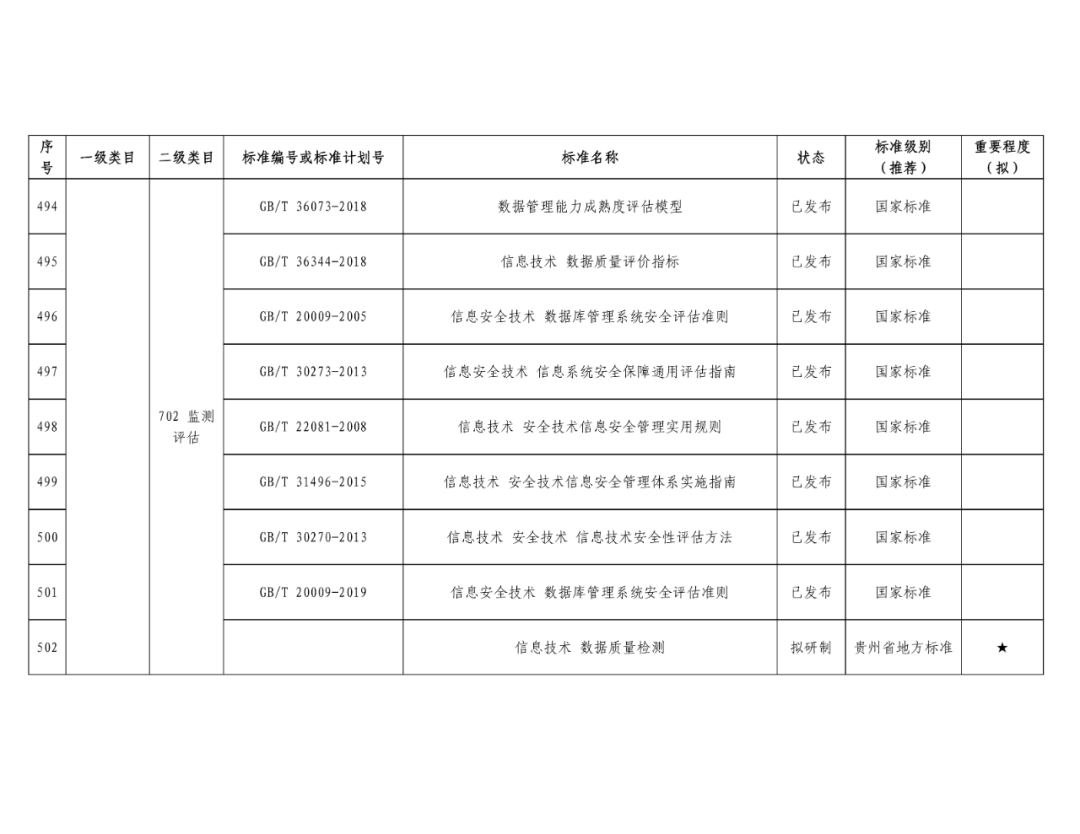 序号 一级类目 二级类目 标准编号或标准计划号 标准名称 状态 标准级别（推荐） 重要程度（拟）
494 GB/T 36073-2018 数据管理能力成熟度评估模型 已发布 国家标准
495 GB/T 36344-2018 信息技术 数据质量评价指标 已发布 国家标准
496 GB/T 20009-2005 信息安全技术 数据库管理系统安全评估准则 已发布 国家标准
497 GB/T 30273-2013 信息安全技术 信息系统安全保障通用评估指南 已发布 国家标准
702 监测
评估
498 GB/T 22081-2008 信息技术 安全技术信息安全管理实用规则 已发布 国家标准
499 GB/T 31496-2015 信息技术 安全技术信息安全管理体系实施指南 已发布 国家标准
500 GB/T 30270-2013 信息技术 安全技术 信息技术安全性评估方法 已发布 国家标准
501 GB/T 20009-2019 信息安全技术 数据库管理系统安全评估准则 已发布 国家标准
502 信息技术 数据质量检测 拟研制 贵州省地方标准 ★